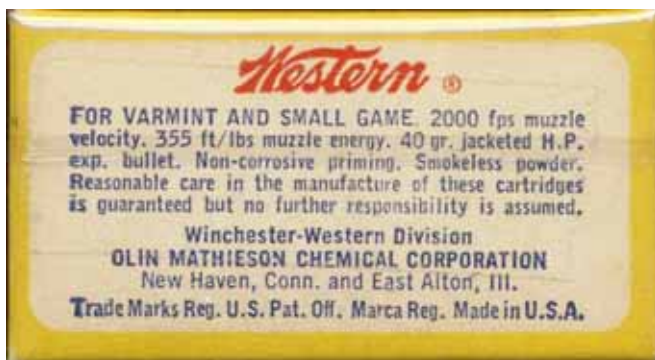 Western ®
FOR VARMINT AND SMALL GAME. 2000 fps muzzle
velocity. 355 ft/lbs muzzle energy. 40 gr. jacketed H.P.
exp. bullet. Non-corrosive priming. Smokeless powder.
Reasonable care in the manufacture of these cartridges
is guaranteed but no further responsibility is assumed.
Winchester-Western Division
OLIN MATHIESON CHEMICAL CORPORATION
New Haven, Conn. and East Alton, Ill.
Trade Marks Reg. U.S. Pat. Off. Marca Reg. Made in U.S.A.